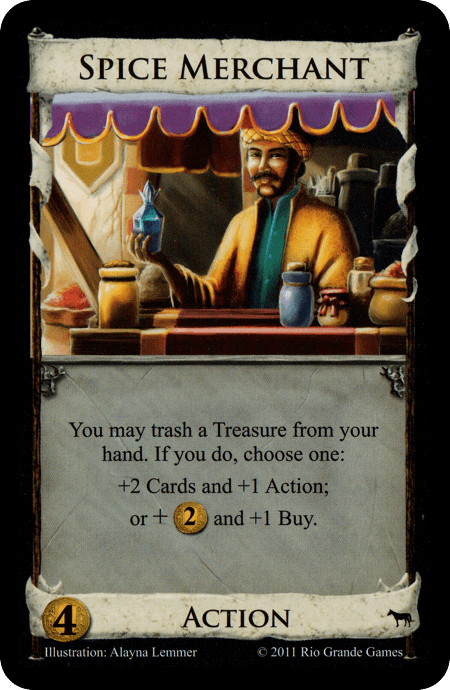 SPICE MERCHANT
You may trash a Treasure from your
hand. If you do, choose one:
+2 Cards and +1 Action;
or + 2 and +1 Buy.
4 ACTION
Illustration: Alayna Lemmer © 2011 Rio Grande Games